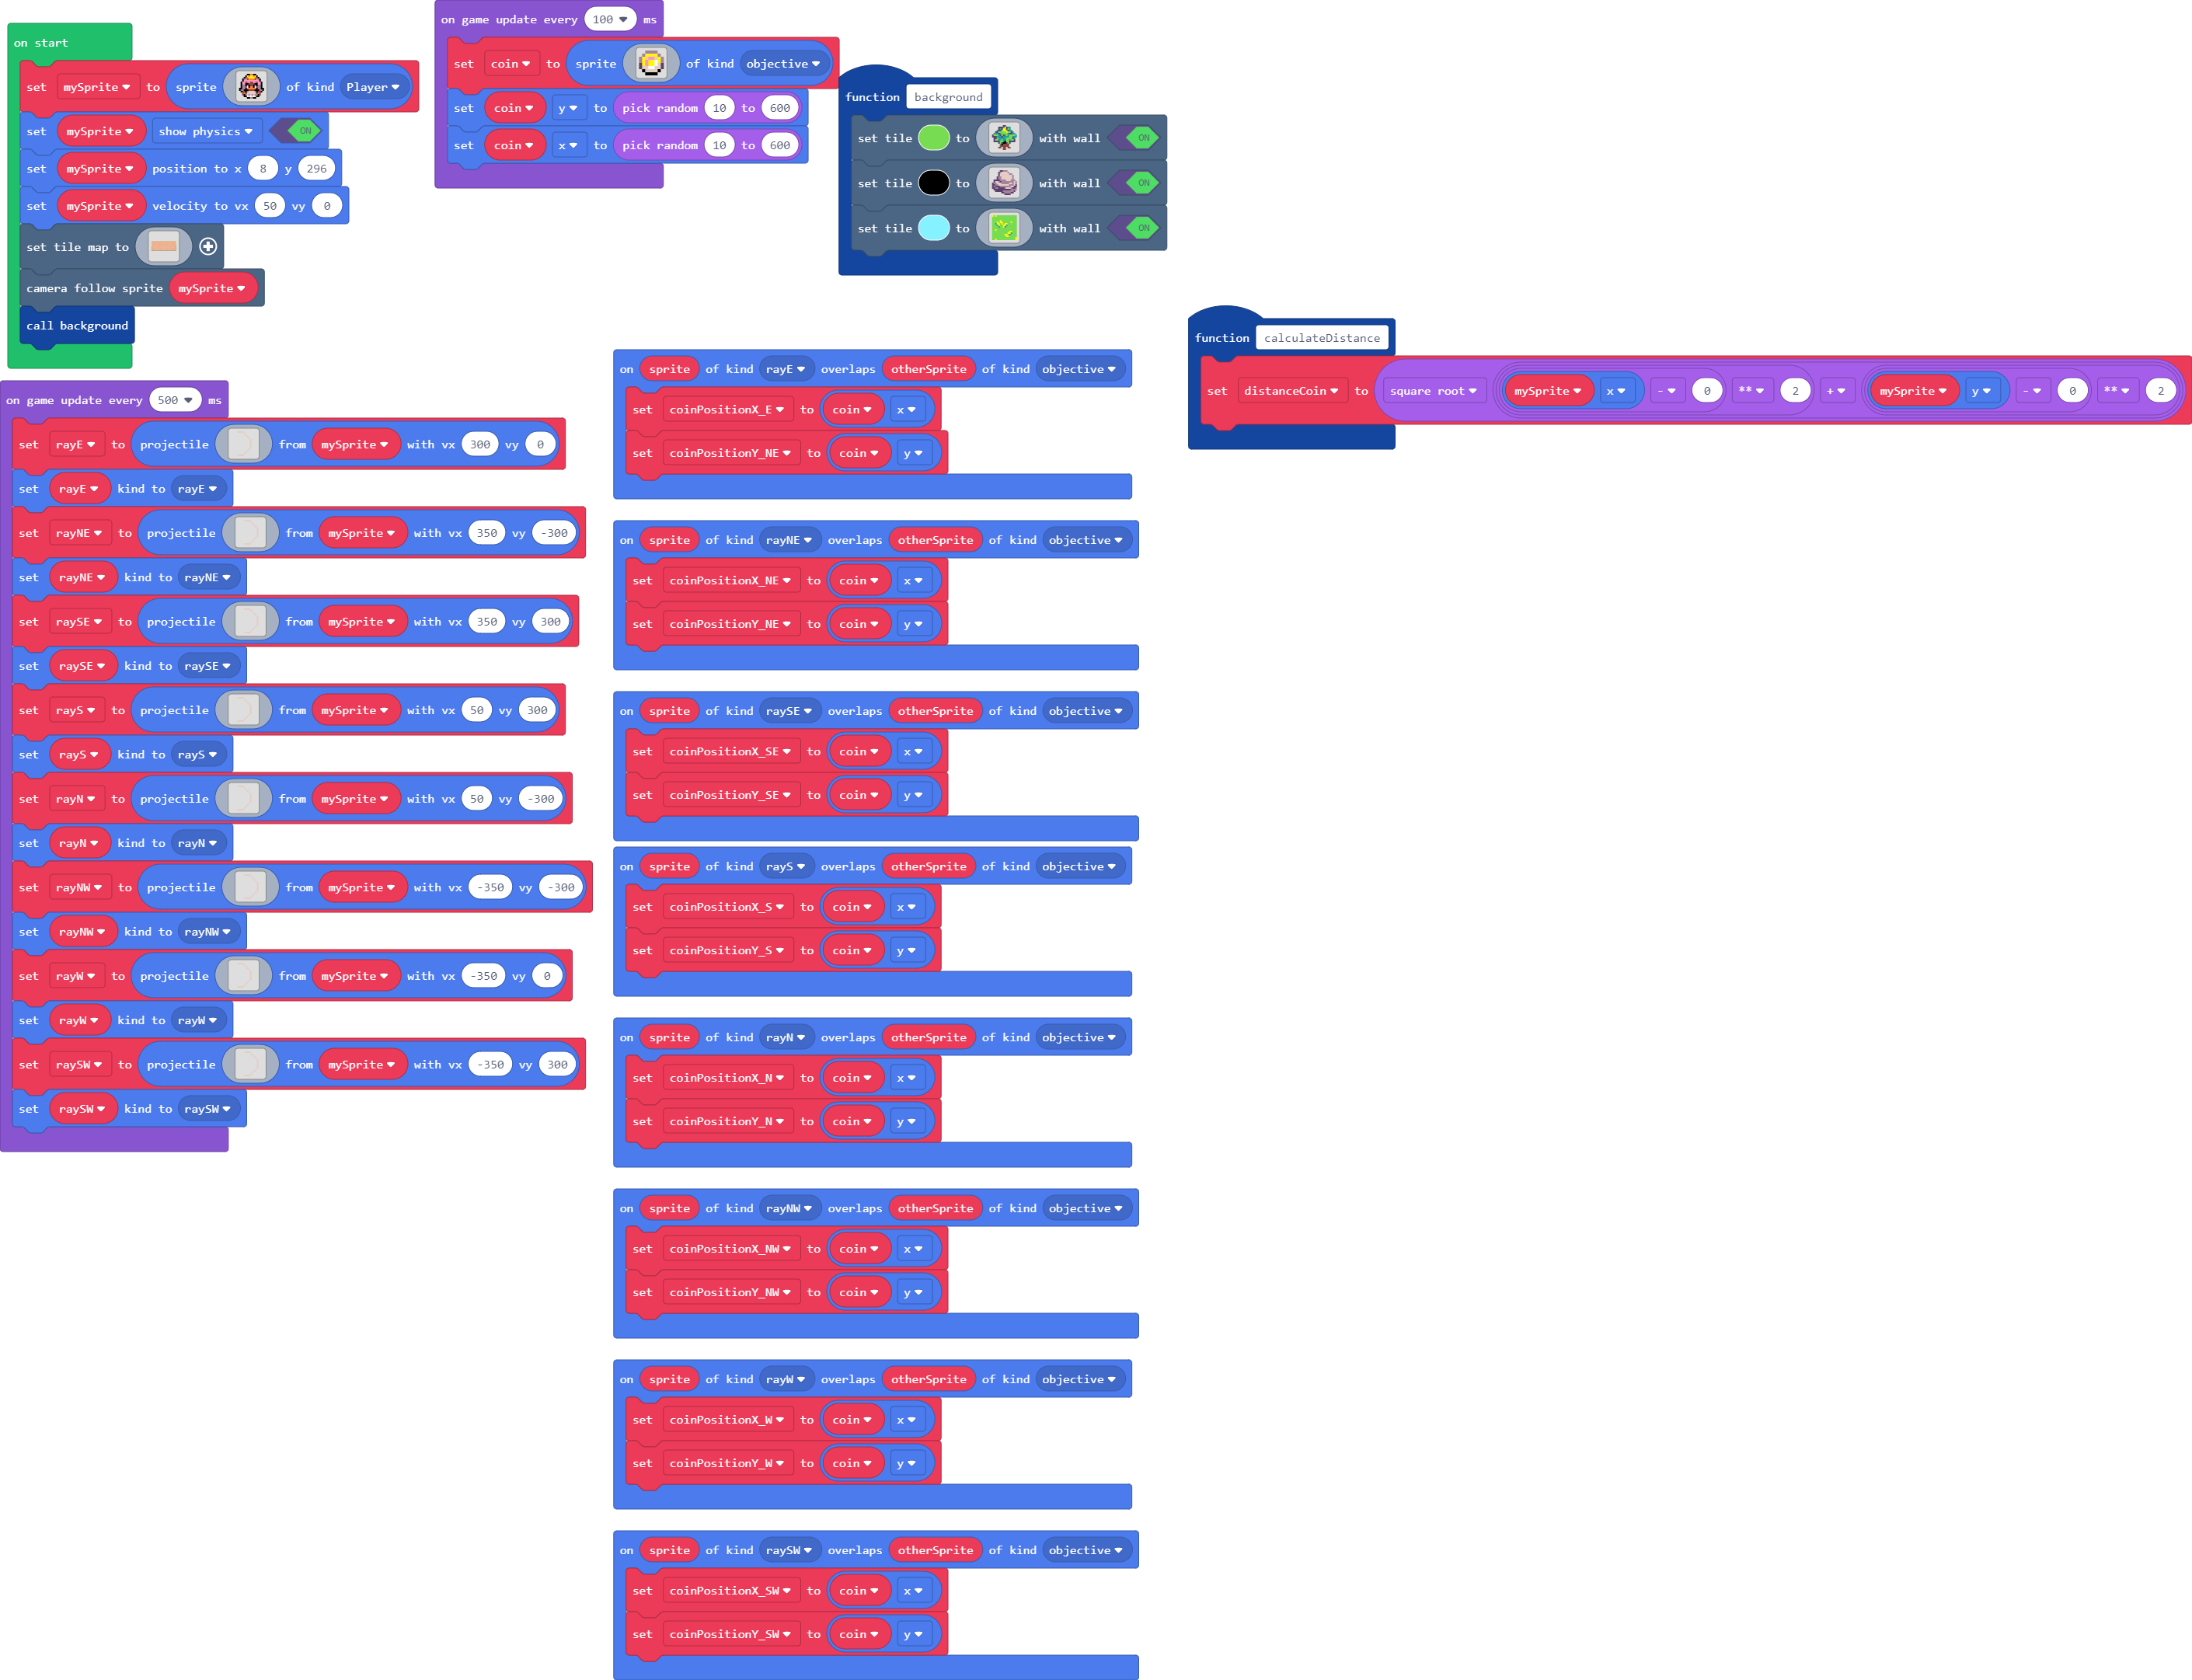 on start
set mySprite to sprite of kind Player
set mySprite show physics ON
set mySprite position to x 8 y 296
set mySprite velocity to vx 50 vy 0
set tile map to
camera follow sprite mySprite
call background
on game update every 100 ms
set coin to sprite of kind objective
set coin y to pick random 10 to 600
set coin x to pick random 10 to 600
function background
set tile to with wall ON
set tile to with wall ON
set tile to with wall ON
function calculateDistance
set distanceCoin to square root mySprite x - 0 ** 2 + mySprite y - 0 ** 2
on game update every 500 ms
set rayE to projectile from mySprite with vx 300 vy 0
set rayE kind to rayE
set rayNE to projectile from mySprite with vx 350 vy -300
set rayNE kind to rayNE
set raySE to projectile from mySprite with vx 350 vy 300
set raySE kind to raySE
set rayS to projectile from mySprite with vx 50 vy 300
set rayS kind to rayS
set rayN to projectile from mySprite with vx 50 vy -300
set rayN kind to rayN
set rayNW to projectile from mySprite with vx -350 vy -300
set rayNW kind to rayNW
set rayW to projectile from mySprite with vx -350 vy 0
set rayW kind to rayW
set raySW to projectile from mySprite with vx -350 vy 300
set raySW kind to raySW
on sprite of kind rayE overlaps otherSprite of kind objective
set coinPositionX_E to coin x
set coinPositionY_NE to coin y
on sprite of kind rayNE overlaps otherSprite of kind objective
set coinPositionX_NE to coin x
set coinPositionY_NE to coin y
on sprite of kind raySE overlaps otherSprite of kind objective
set coinPositionX_SE to coin x
set coinPositionY_SE to coin y
on sprite of kind rayS overlaps otherSprite of kind objective
set coinPositionX_S to coin x
set coinPositionY_S to coin y
on sprite of kind rayN overlaps otherSprite of kind objective
set coinPositionX_N to coin x
set coinPositionY_N to coin y
on sprite of kind rayNW overlaps otherSprite of kind objective
set coinPositionX_NW to coin x
set coinPositionY_NW to coin y
on sprite of kind rayW overlaps otherSprite of kind objective
set coinPositionX_W to coin x
set coinPositionY_W to coin y
on sprite of kind raySW overlaps otherSprite of kind objective
set coinPositionX_SW to coin x
set coinPositionY_SW to coin y